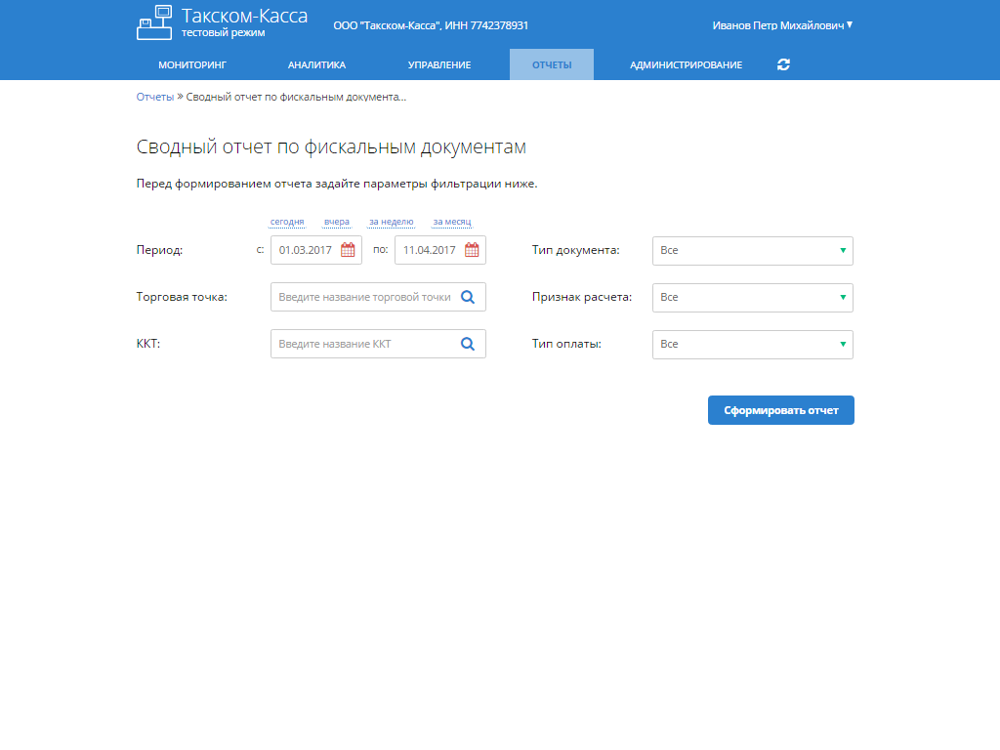 Такском-Касса
тестовый режим
ООО "Такском-Касса", ИНН 7742378931
Иванов Петр Михайлович
МОНИТОРИНГ АНАЛИТИКА УПРАВЛЕНИЕ ОТЧЕТЫ АДМИНИСТРИРОВАНИЕ
Отчеты » Сводный отчет по фискальным документа...
Сводный отчет по фискальным документам
Перед формированием отчета задайте параметры фильтрации ниже.
сегодня вчера за неделю за месяц
Период: с: 01.03.2017 по: 11.04.2017 Тип документа: Все
Торговая точка: Введите название торговой точки Признак расчета: Все
ККТ: Введите название ККТ Тип оплаты: Все
Сформировать отчет